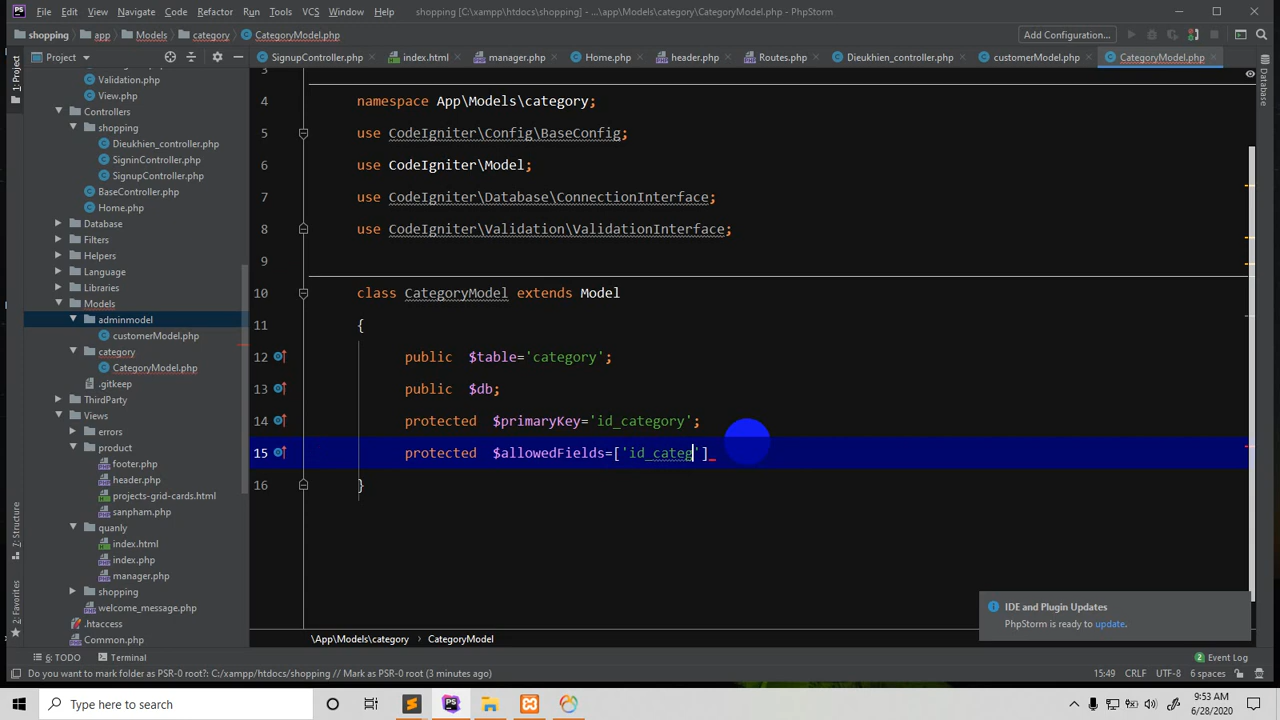 File Edit View Navigate Code Refactor Run Tools VCS Window Help shopping [C:\xampp\htdocs\shopping] - ...\app\Models\category\CategoryModel.php - PhpStorm
shopping app Models category CategoryModel.php Add Configuration...
Project SignupController.php index.html manager.php Home.php header.php Routes.php Dieukhien_controller.php customerModel.php CategoryModel.php
1: Project
7: Structure
2: Favorites
Database
Validation.php
View.php
Controllers
shopping
Dieukhien_controller.php
SigninController.php
SignupController.php
BaseController.php
Home.php
Database
Filters
Helpers
Language
Libraries
Models
adminmodel
customerModel.php
category
CategoryModel.php
.gitkeep
ThirdParty
Views
errors
product
footer.php
header.php
projects-grid-cards.html
sanpham.php
quanly
index.html
index.php
manager.php
shopping
welcome_message.php
.htaccess
Common.php
3
4 namespace App\Models\category;
5 use CodeIgniter\Config\BaseConfig;
6 use CodeIgniter\Model;
7 use CodeIgniter\Database\ConnectionInterface;
8 use CodeIgniter\Validation\ValidationInterface;
9
10 class CategoryModel extends Model
11 {
12 public $table='category';
13 public $db;
14 protected $primaryKey='id_category';
15 protected $allowedFields=['id_categ']
16 }
IDE and Plugin Updates
PhpStorm is ready to update.
\App\Models\category CategoryModel
6: TODO Terminal 2 Event Log
Do you want to mark folder as PSR-0 root?: C:/xampp/htdocs/shopping // Mark as PSR-0 root (3 minutes ago) 15:49 CRLF UTF-8 6 spaces
Type here to search
9:53 AM
6/28/2020